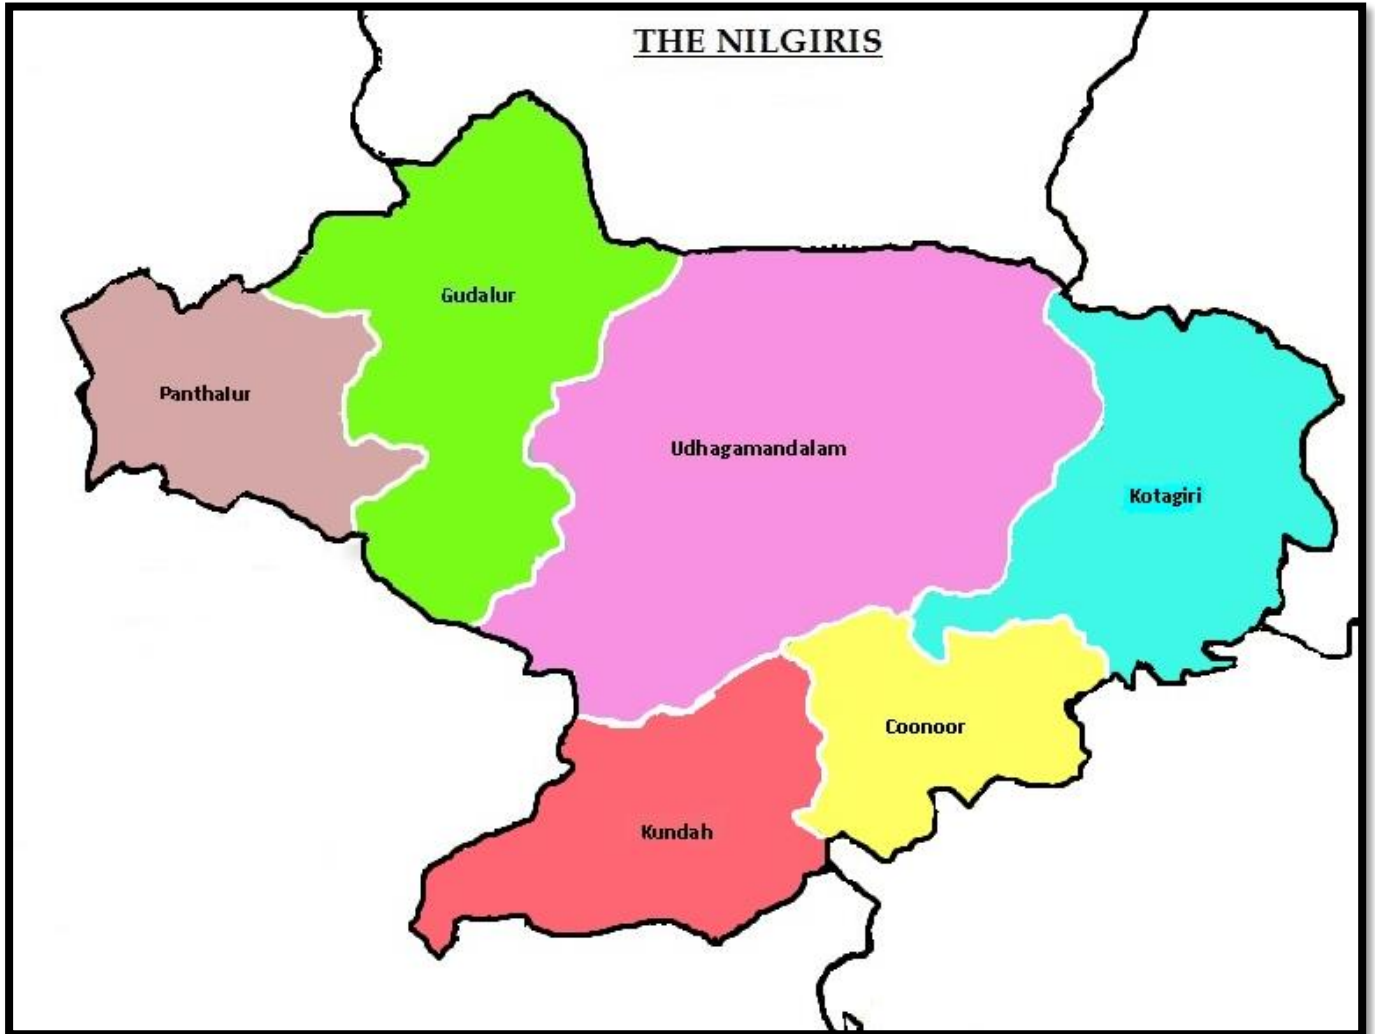 THE NILGIRIS
Gudalur
Panthalur
Udhagamandalam
Kotagiri
Coonoor
Kundah